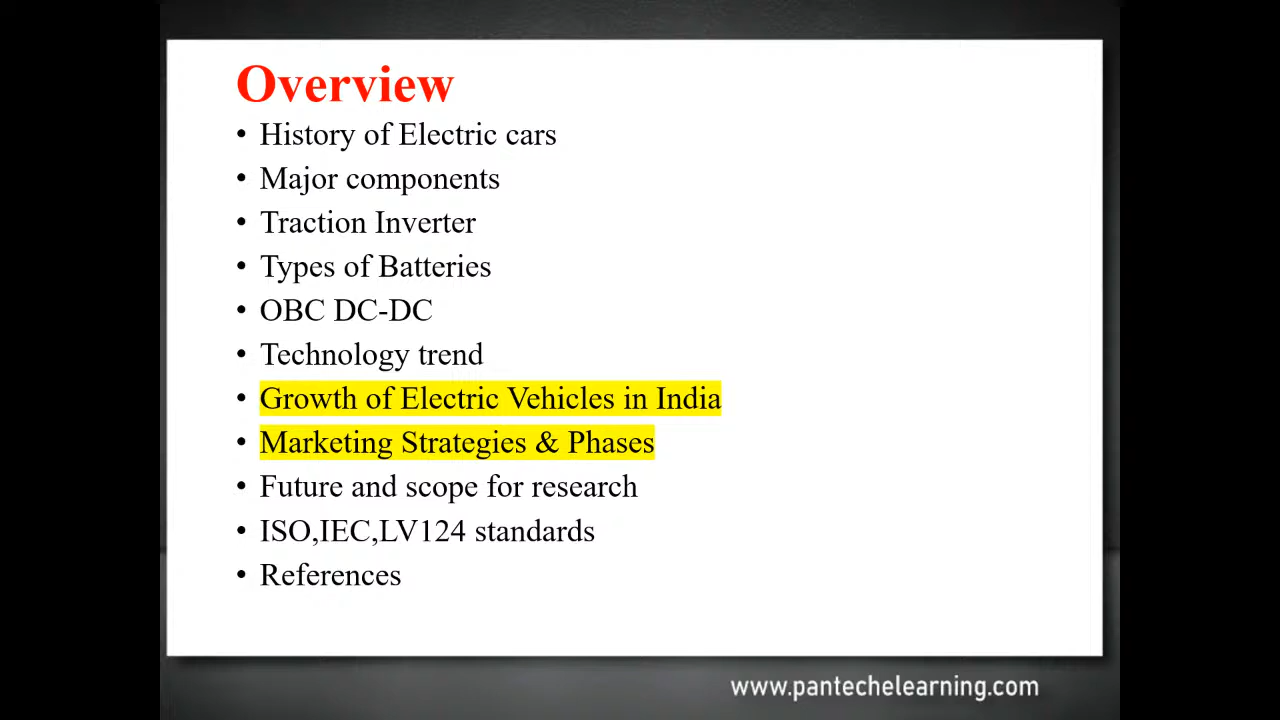 Overview
• History of Electric cars
• Major components
• Traction Inverter
• Types of Batteries
• OBC DC-DC
• Technology trend
• Growth of Electric Vehicles in India
• Marketing Strategies & Phases
• Future and scope for research
• ISO,IEC,LV124 standards
• References
www.pantechelearning.com